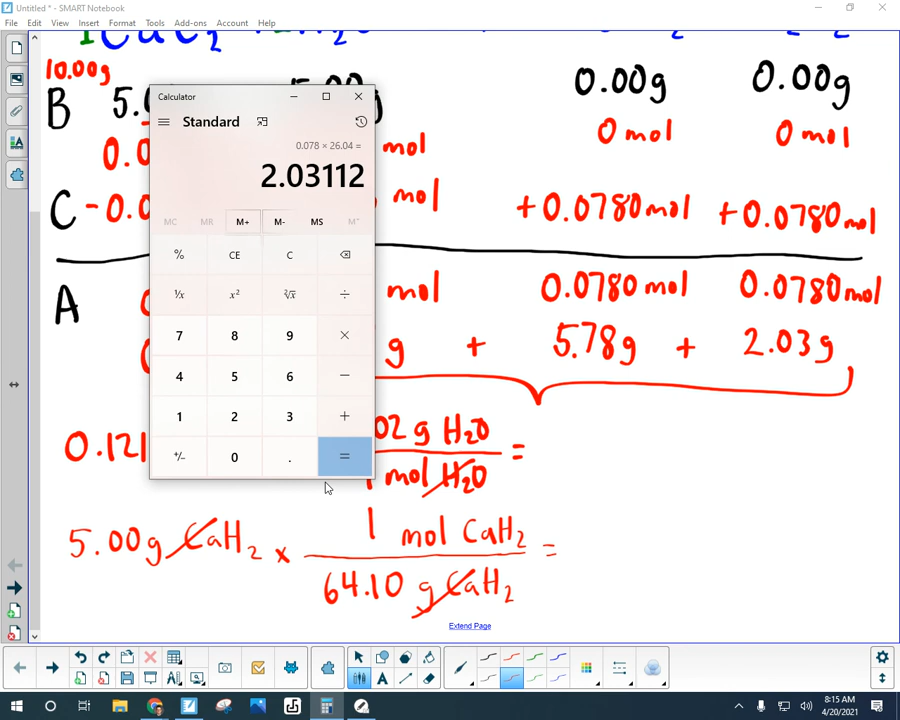 Untitled * - SMART Notebook
File Edit View Insert Format Tools Add-ons Account Help
10.00g
B 0.00g 0.00g
mol 0 mol 0 mol
C -0.0 mol +0.0780 mol +0.0780 mol
A mol 0.0780 mol 0.0780 mol
g + 5.78g + 2.03g
0.121 02 g H2O =
1 mol H2O
5.00g CaH2 × 1 mol CaH2 =
64.10 g CaH2
Calculator
Standard
0.078 × 26.04 =
2.03112
MC MR M+ M- MS M˅
% CE C
⅟x x² ²√x ÷
7 8 9 ×
4 5 6 −
1 2 3 +
+/− 0 . =
Extend Page
8:15 AM
4/20/2021